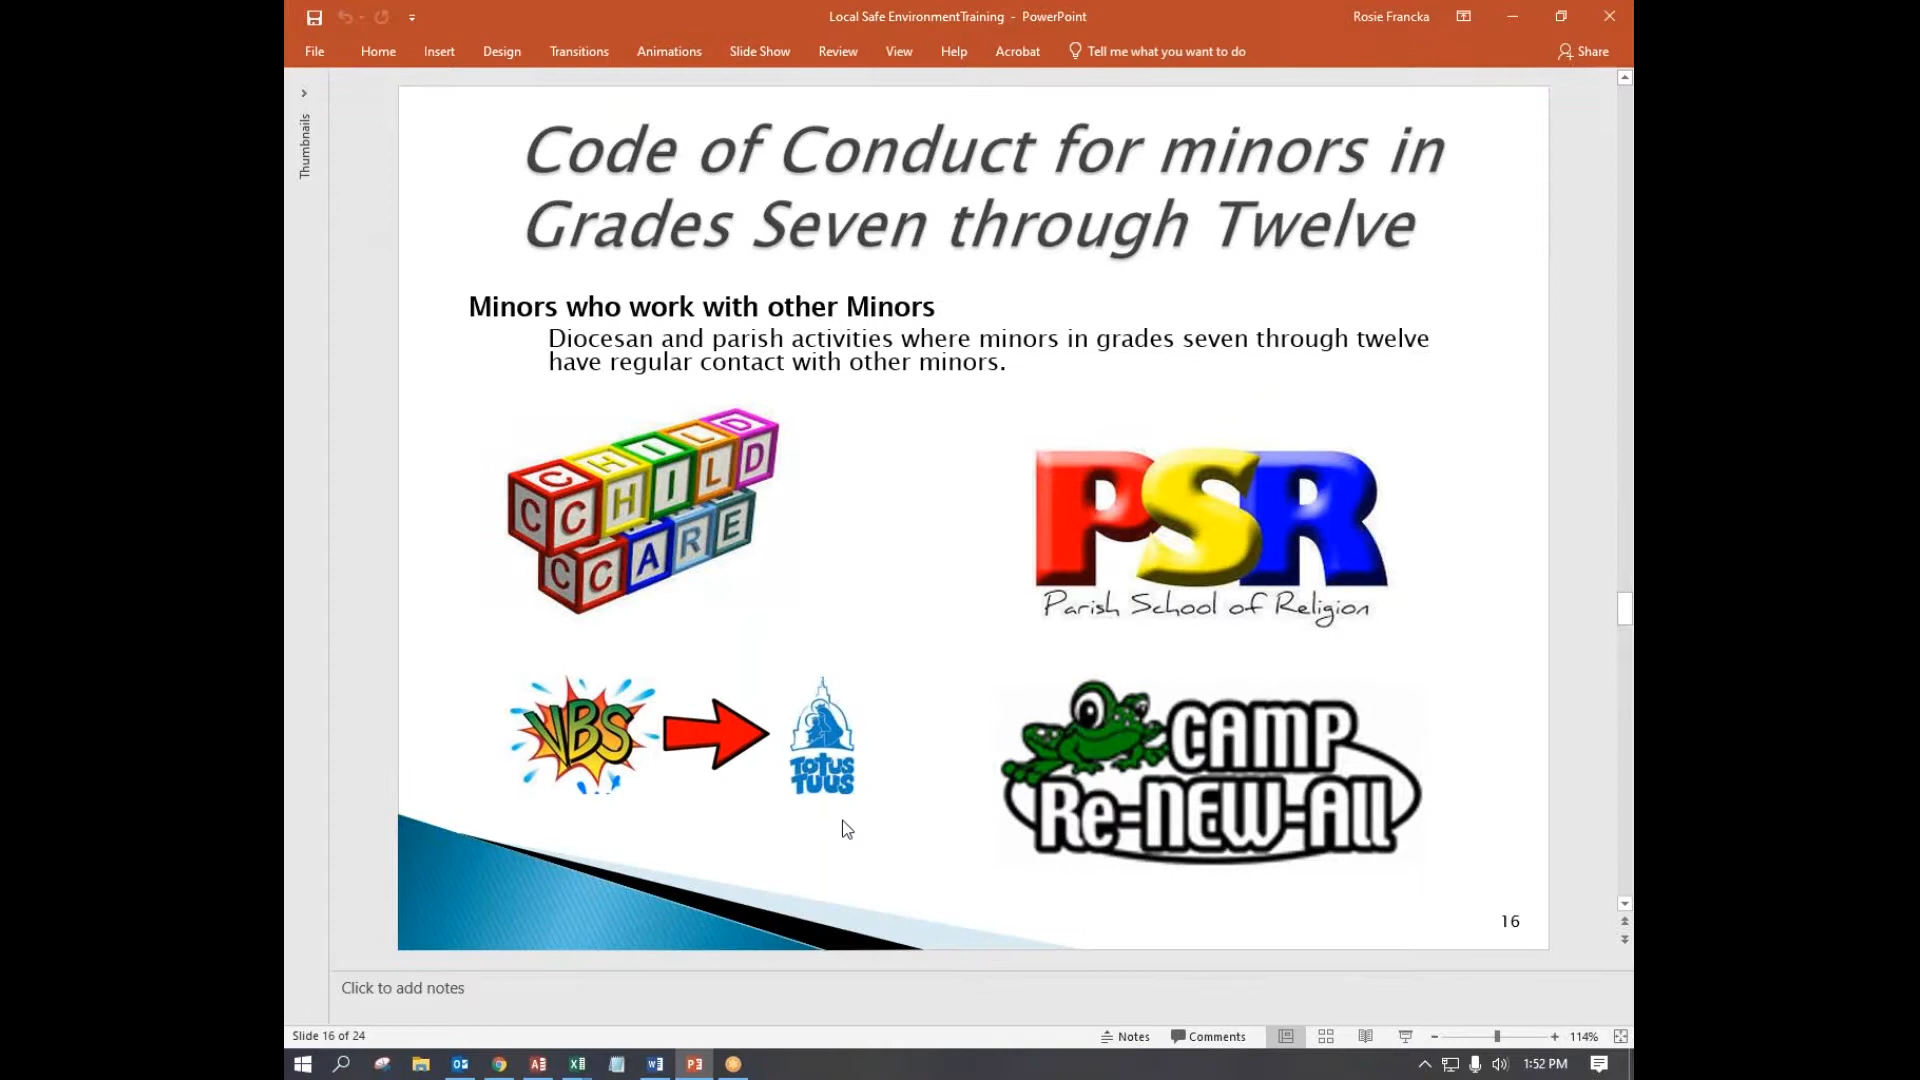 Local Safe EnvironmentTraining - PowerPoint
Rosie Francka
File Home Insert Design Transitions Animations Slide Show Review View Help Acrobat Tell me what you want to do Share
Thumbnails
Code of Conduct for minors in
Grades Seven through Twelve
Minors who work with other Minors
Diocesan and parish activities where minors in grades seven through twelve
have regular contact with other minors.
CHILD
CCHILD
CCARE
PSR
Parish School of Religion
VBS
TOTUS
TUUS
CAMP
Re-NEW-All
16
Click to add notes
Slide 16 of 24
Notes Comments 114%
1:52 PM